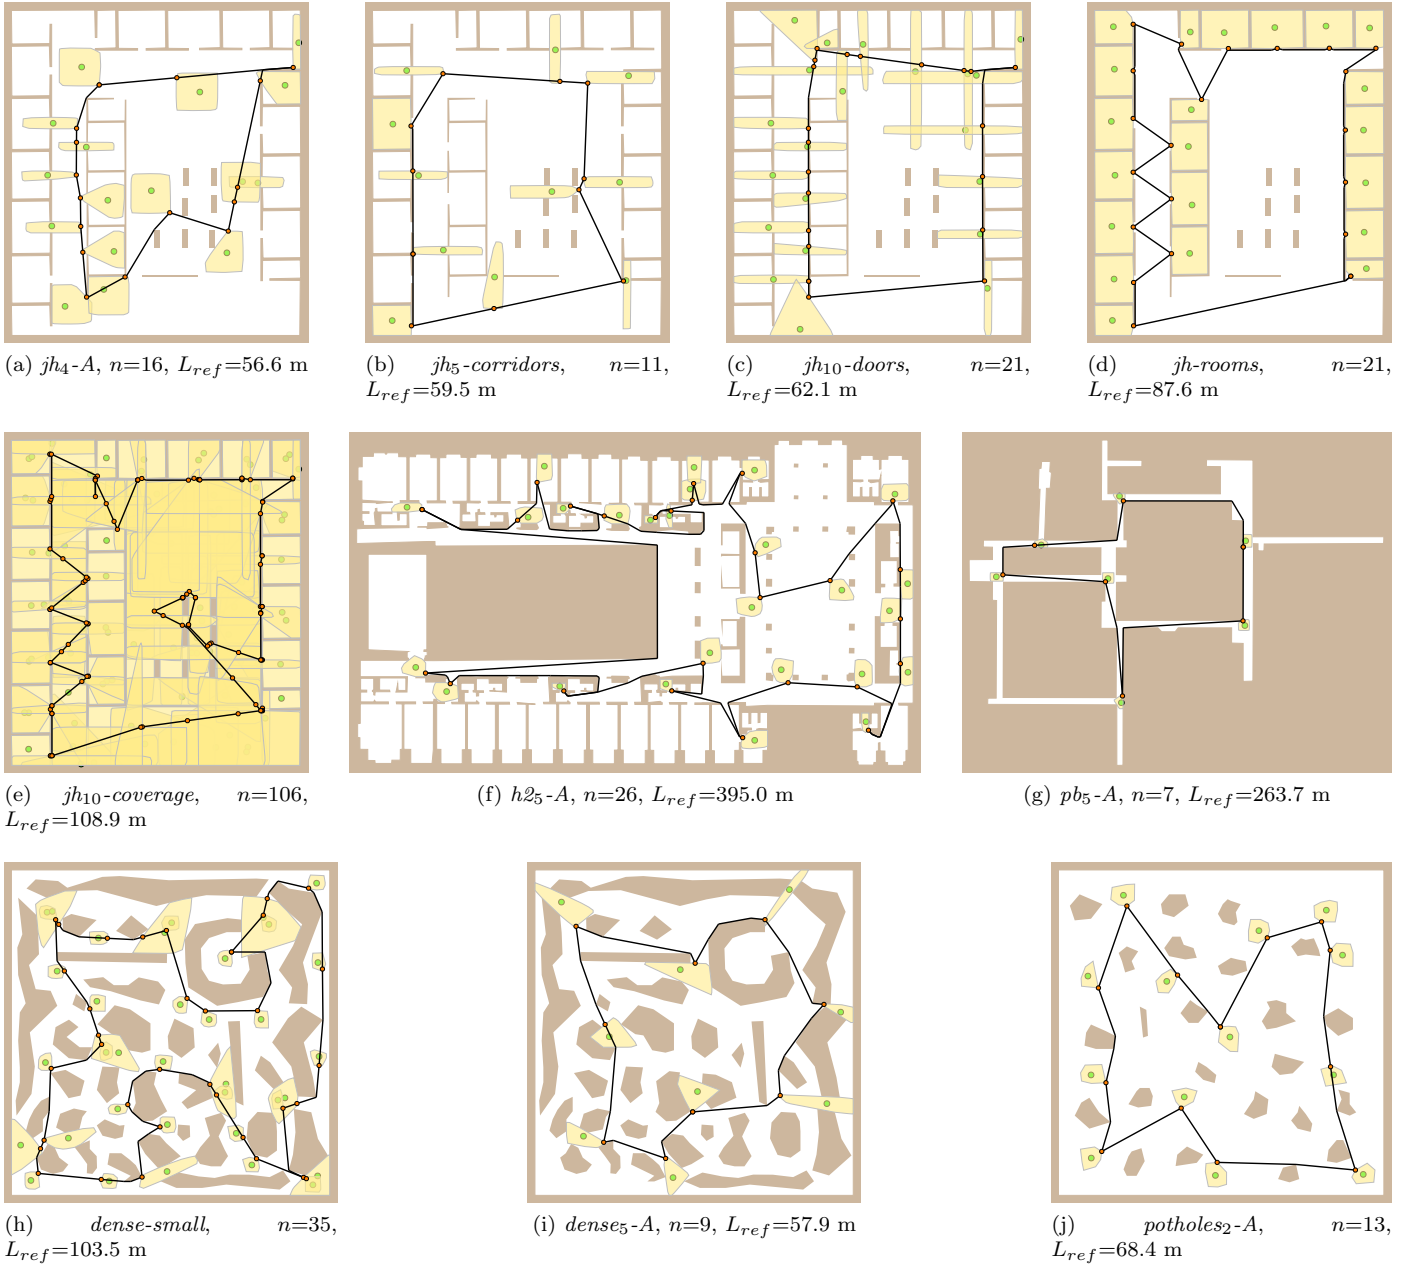 (a) jh4-A, n=16, Lref=56.6 m
(b) jh5-corridors, n=11,
Lref=59.5 m
(c) jh10-doors, n=21,
Lref=62.1 m
(d) jh-rooms, n=21,
Lref=87.6 m
(e) jh10-coverage, n=106,
Lref=108.9 m
(f) h25-A, n=26, Lref=395.0 m
(g) pb5-A, n=7, Lref=263.7 m
(h) dense-small, n=35,
Lref=103.5 m
(i) dense5-A, n=9, Lref=57.9 m
(j) potholes2-A, n=13,
Lref=68.4 m